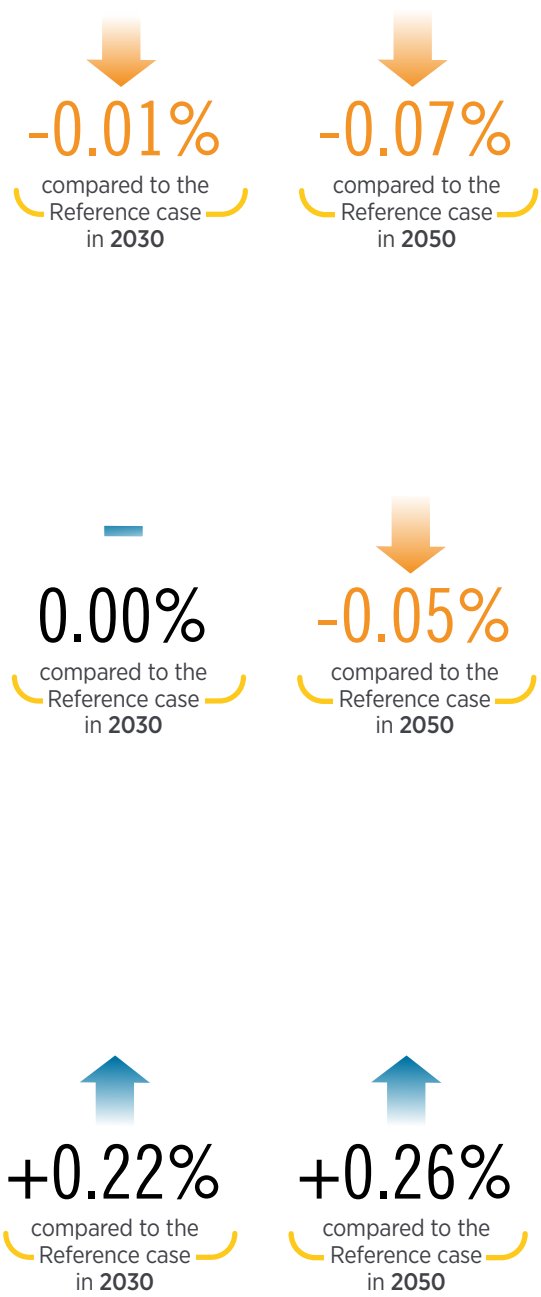 -0.01%
compared to the
Reference case
in 2030
-0.07%
compared to the
Reference case
in 2050
0.00%
compared to the
Reference case
in 2030
-0.05%
compared to the
Reference case
in 2050
+0.22%
compared to the
Reference case
in 2030
+0.26%
compared to the
Reference case
in 2050